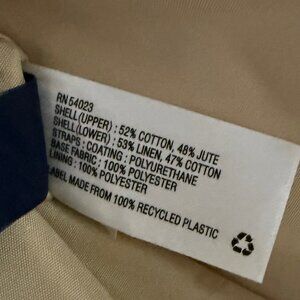 RN 54023
SHELL(UPPER) : 52% COTTON, 48% JUTE
SHELL(LOWER) : 53% LINEN, 47% COTTON
STRAPS : COATING : POLYURETHANE
BASE FABRIC : 100% POLYESTER
LINING : 100% POLYESTER
LABEL MADE FROM 100% RECYCLED PLASTIC